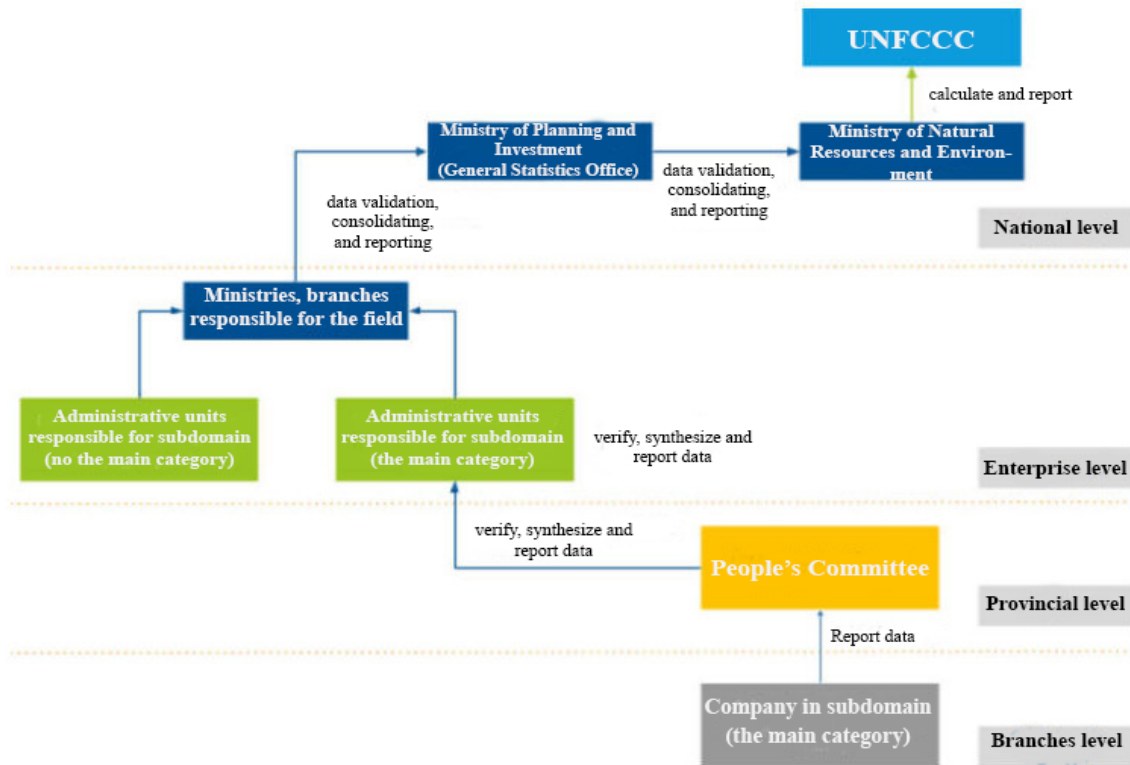 UNFCCC
calculate and report
Ministry of Planning and
Investment
(General Statistics Office)
Ministry of Natural
Resources and Environ-
ment
data validation,
consolidating,
and reporting
data validation,
consolidating,
and reporting
National level
Ministries, branches
responsible for the field
Administrative units
responsible for subdomain
(no the main category)
Administrative units
responsible for subdomain
(the main category)
verify, synthesize and
report data
Enterprise level
verify, synthesize and
report data
People's Committee
Provincial level
Report data
Company in subdomain
(the main category)
Branches level